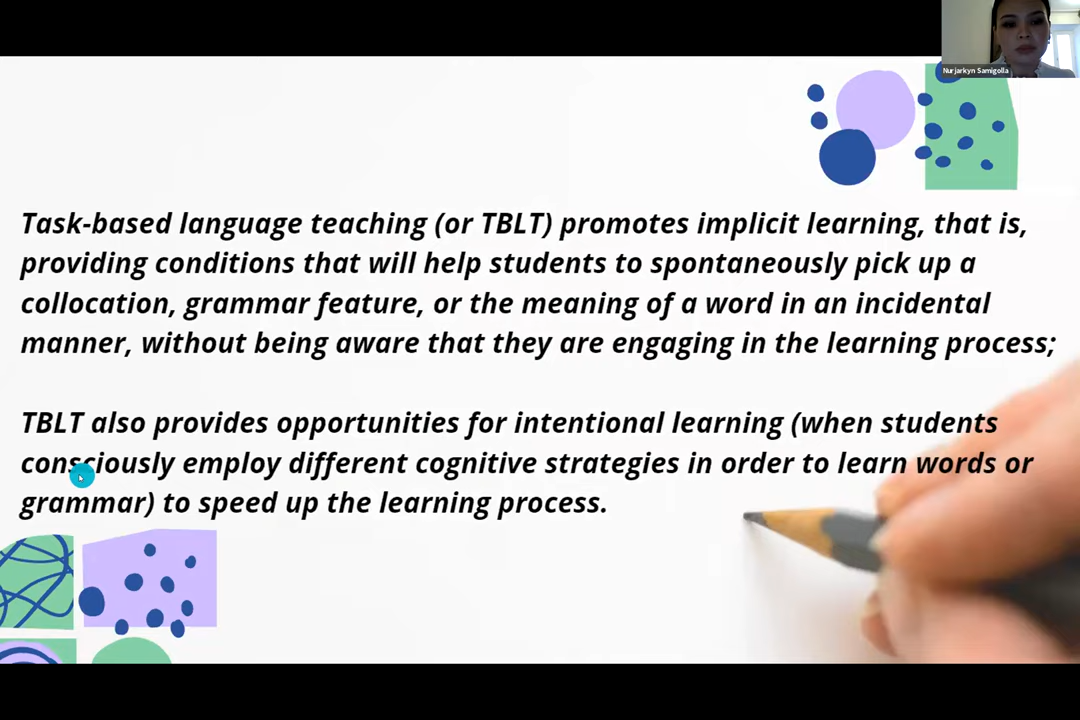 Nurjarkyn Samigolla
Task-based language teaching (or TBLT) promotes implicit learning, that is,
providing conditions that will help students to spontaneously pick up a
collocation, grammar feature, or the meaning of a word in an incidental
manner, without being aware that they are engaging in the learning process;
TBLT also provides opportunities for intentional learning (when students
consciously employ different cognitive strategies in order to learn words or
grammar) to speed up the learning process.